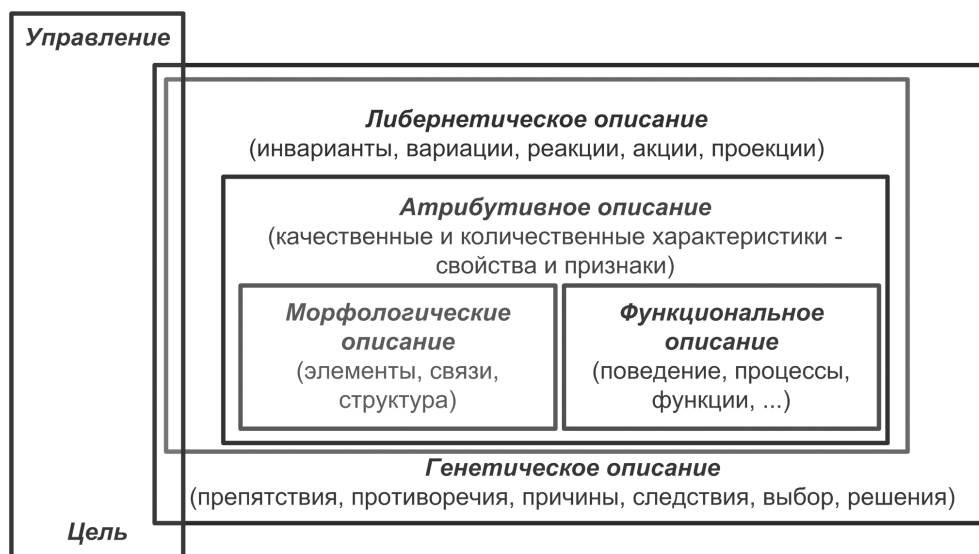 Управление
Либернетическое описание
(инварианты, вариации, реакции, акции, проекции)
Атрибутивное описание
(качественные и количественные характеристики -
свойства и признаки)
Морфологические
описание
(элементы, связи,
структура)
Функциональное
описание
(поведение, процессы,
функции, ...)
Генетическое описание
(препятствия, противоречия, причины, следствия, выбор, решения)
Цель